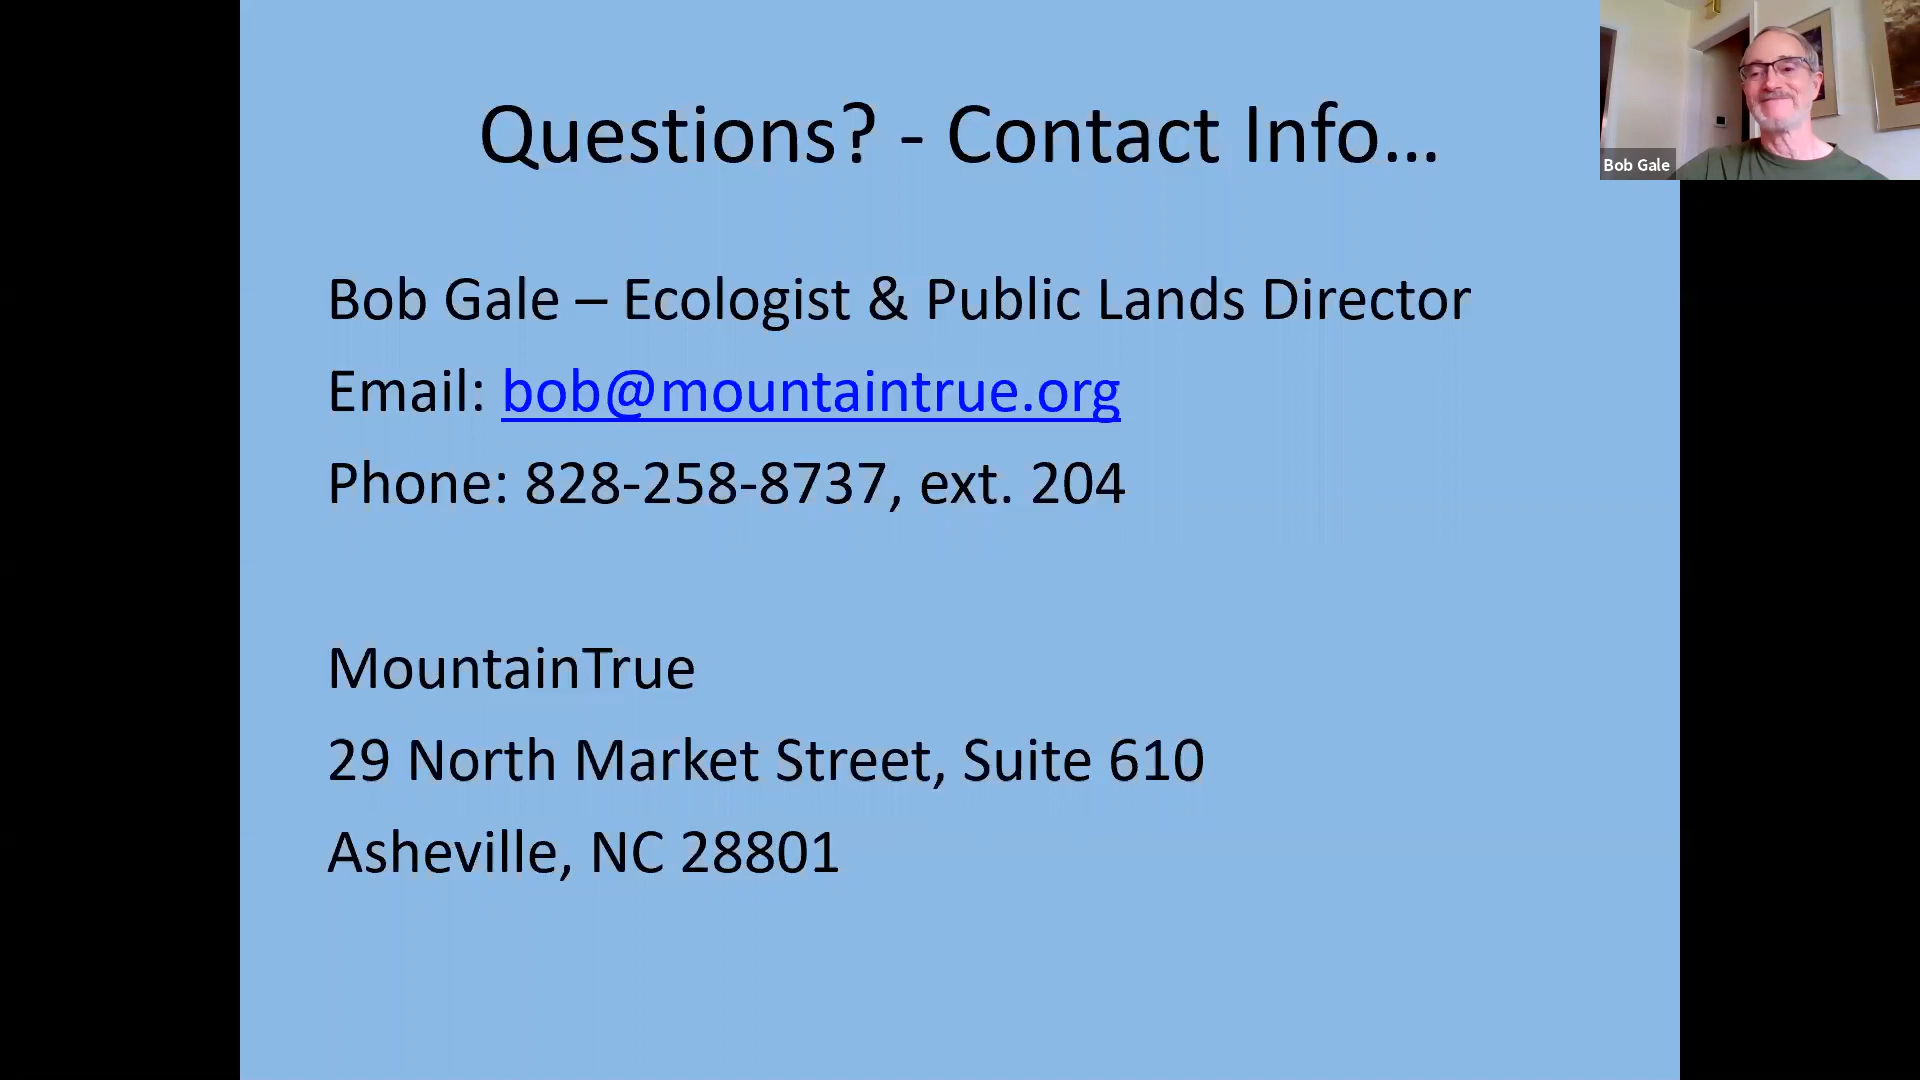 Questions? - Contact Info...
Bob Gale
Bob Gale – Ecologist & Public Lands Director
Email: bob@mountaintrue.org
Phone: 828-258-8737, ext. 204
MountainTrue
29 North Market Street, Suite 610
Asheville, NC 28801